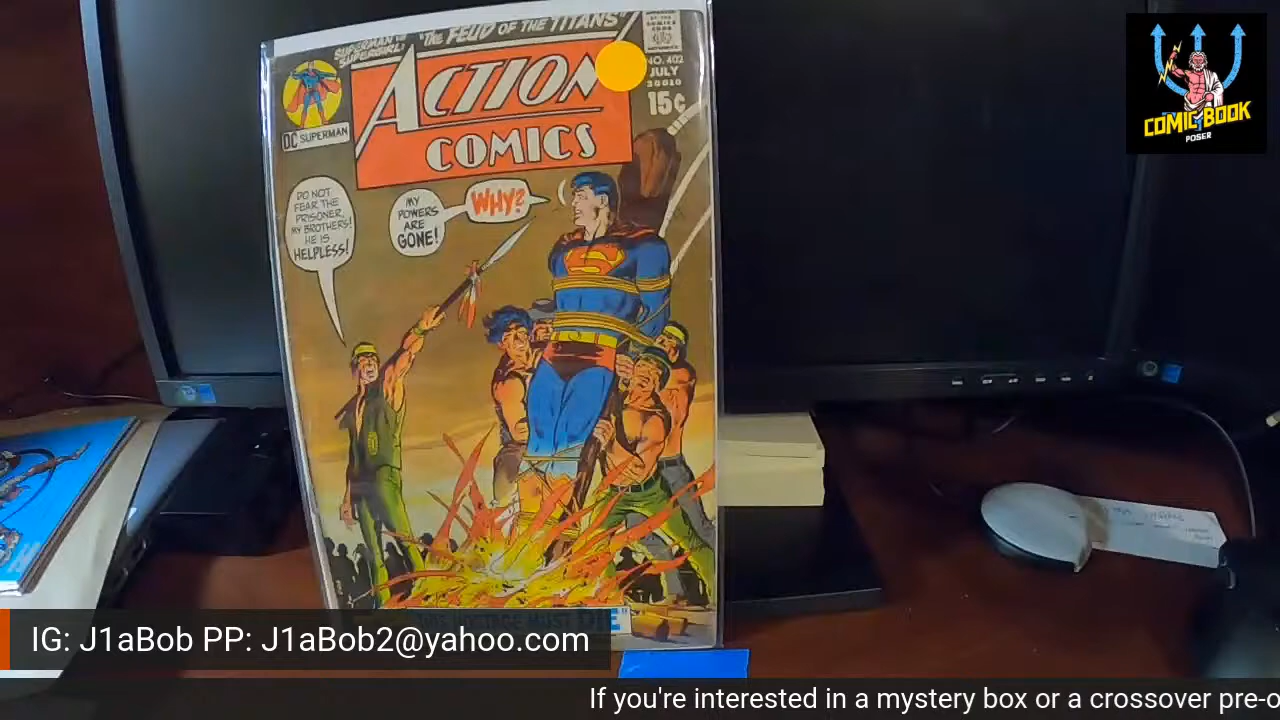 SUPERMAN VS.
SUPERGIRL!
"THE FEUD OF THE TITANS"
DC SUPERMAN
ACTION
COMICS
NO. 402
JULY
15¢
DO NOT
FEAR THE
PRISONER,
MY BROTHERS!
HE IS
HELPLESS!
MY
POWERS
ARE
GONE!
WHY?
COMIC BOOK
POSER
IG: J1aBob PP: J1aBob2@yahoo.com
If you're interested in a mystery box or a crossover pre-o